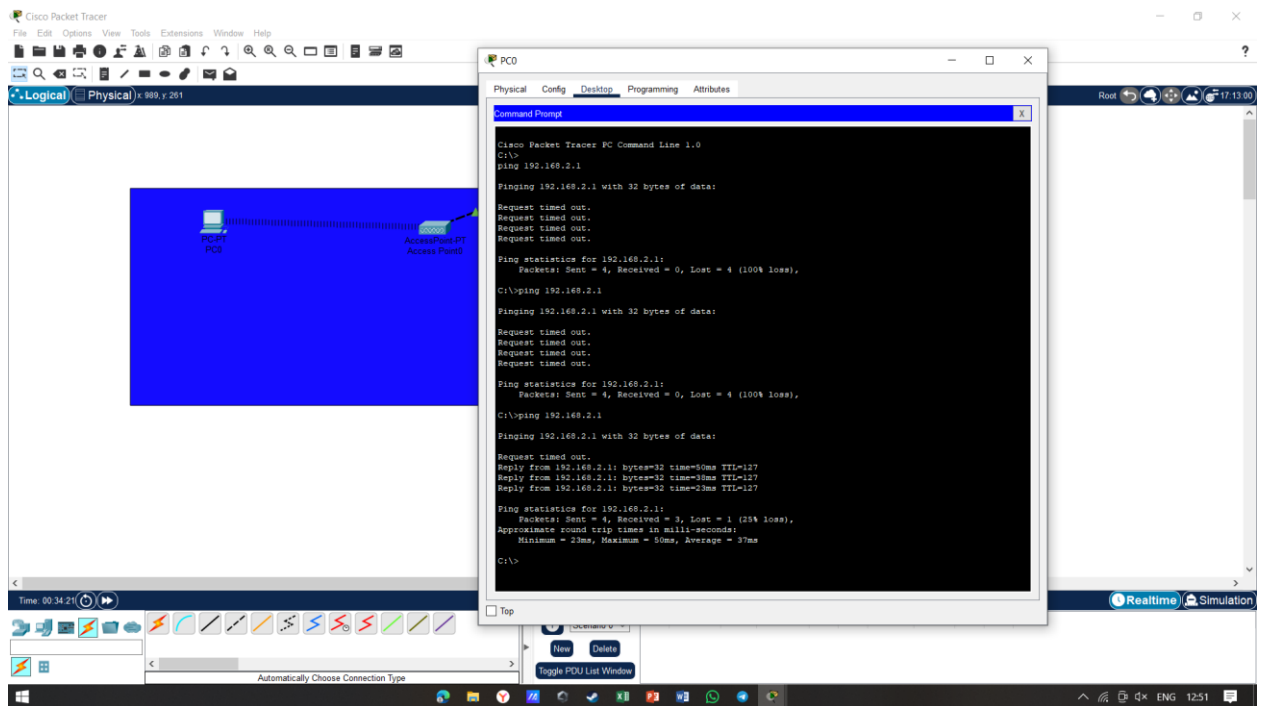 Cisco Packet Tracer
File Edit Options View Tools Extensions Window Help
?
Logical Physical x: 989, y: 261
Root 17:13:00
PC-PT
PC0
AccessPoint-PT
Access Point0
PC0
Physical Config Desktop Programming Attributes
Command Prompt X
Cisco Packet Tracer PC Command Line 1.0
C:\>
ping 192.168.2.1
Pinging 192.168.2.1 with 32 bytes of data:
Request timed out.
Request timed out.
Request timed out.
Request timed out.
Ping statistics for 192.168.2.1:
Packets: Sent = 4, Received = 0, Lost = 4 (100% loss),
C:\>ping 192.168.2.1
Pinging 192.168.2.1 with 32 bytes of data:
Request timed out.
Request timed out.
Request timed out.
Request timed out.
Ping statistics for 192.168.2.1:
Packets: Sent = 4, Received = 0, Lost = 4 (100% loss),
C:\>ping 192.168.2.1
Pinging 192.168.2.1 with 32 bytes of data:
Request timed out.
Reply from 192.168.2.1: bytes=32 time=50ms TTL=127
Reply from 192.168.2.1: bytes=32 time=38ms TTL=127
Reply from 192.168.2.1: bytes=32 time=23ms TTL=127
Ping statistics for 192.168.2.1:
Packets: Sent = 4, Received = 3, Lost = 1 (25% loss),
Approximate round trip times in milli-seconds:
Minimum = 23ms, Maximum = 50ms, Average = 37ms
C:\>
Top
Time: 00:34:21
Realtime Simulation
New Delete
Toggle PDU List Window
Automatically Choose Connection Type
ENG 12:51